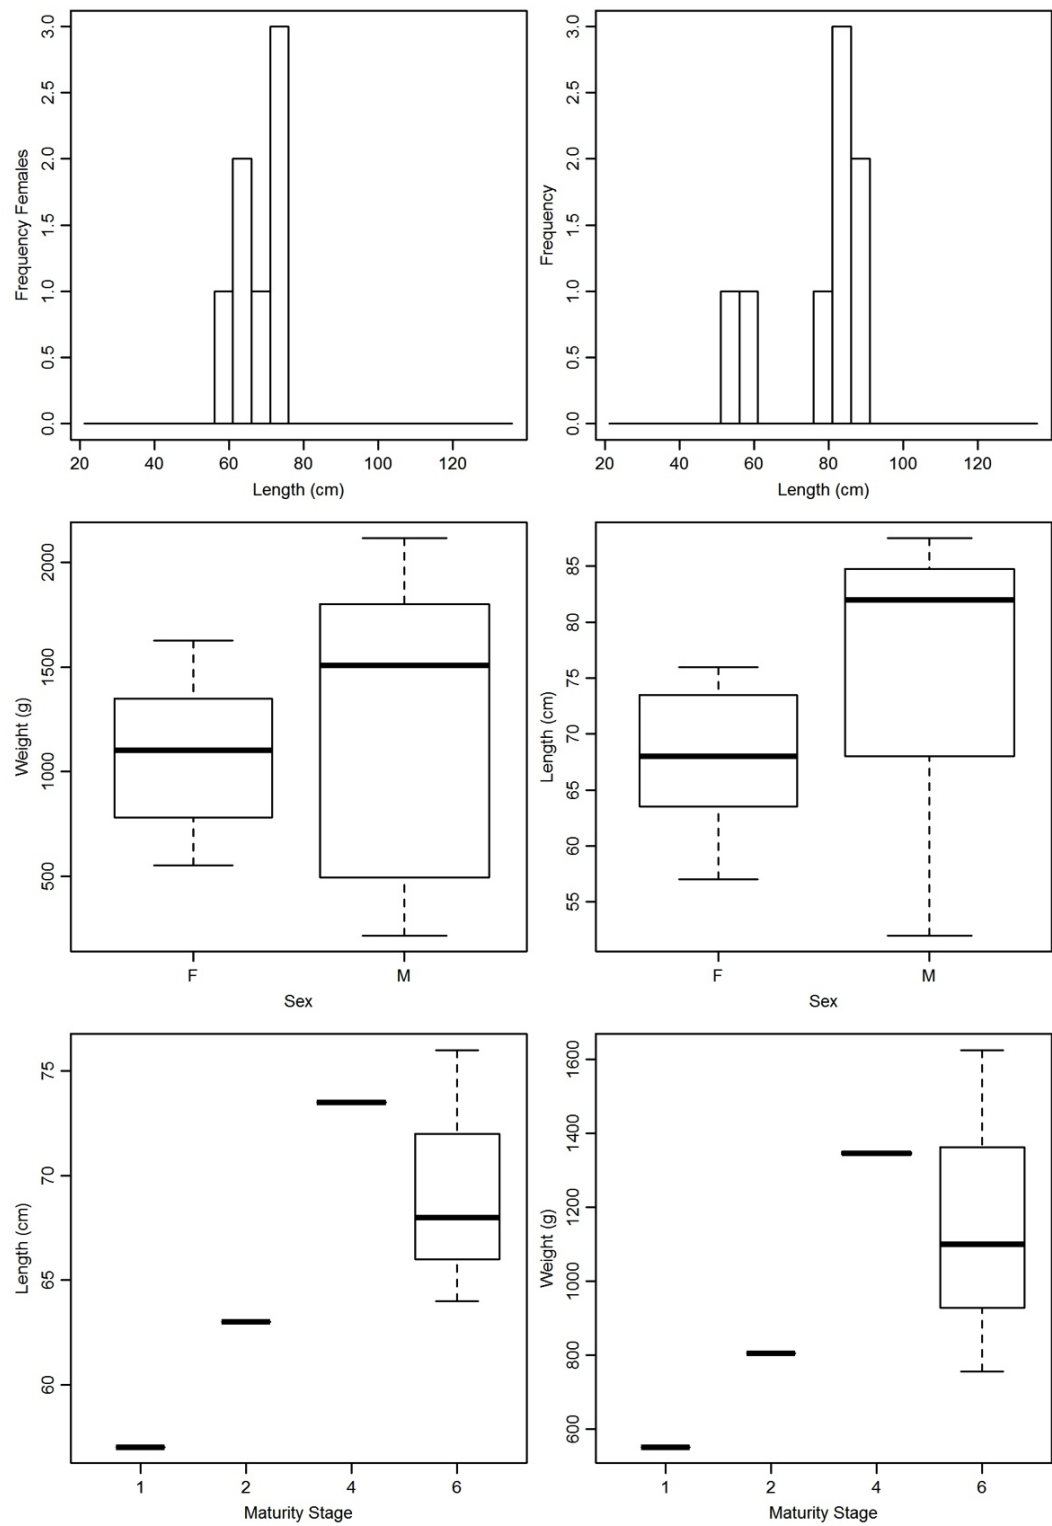 Frequency Females
0.0 0.5 1.0 1.5 2.0 2.5 3.0
20 40 60 80 100 120
Length (cm)
Frequency
0.0 0.5 1.0 1.5 2.0 2.5 3.0
20 40 60 80 100 120
Length (cm)
Weight (g)
500 1000 1500 2000
F M
Sex
Length (cm)
55 60 65 70 75 80 85
F M
Sex
Length (cm)
60 65 70 75
1 2 4 6
Maturity Stage
Weight (g)
600 800 1000 1200 1400 1600
1 2 4 6
Maturity Stage